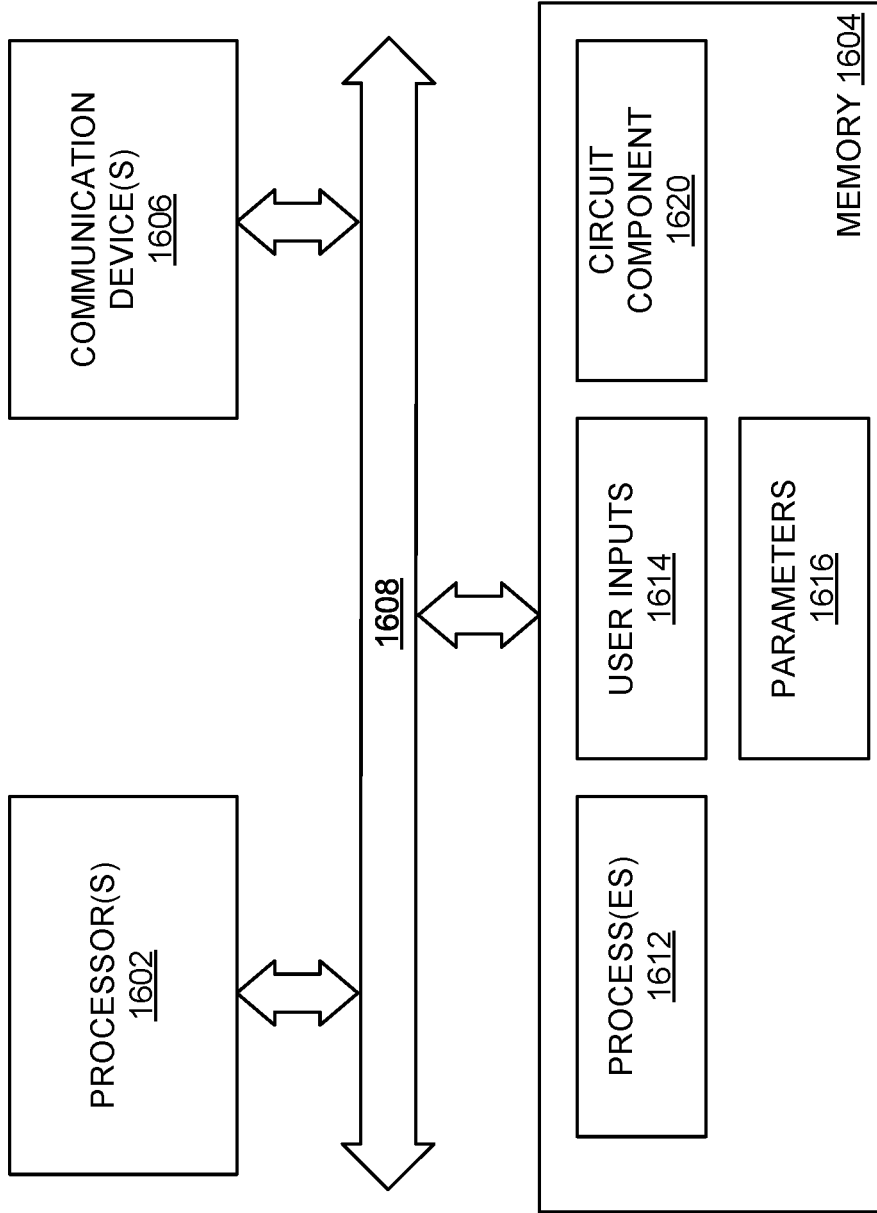 PROCESSOR(S)
1602
COMMUNICATION
DEVICE(S)
1606
1608
PROCESS(ES)
1612
USER INPUTS
1614
CIRCUIT
COMPONENT
1620
PARAMETERS
1616
MEMORY 1604